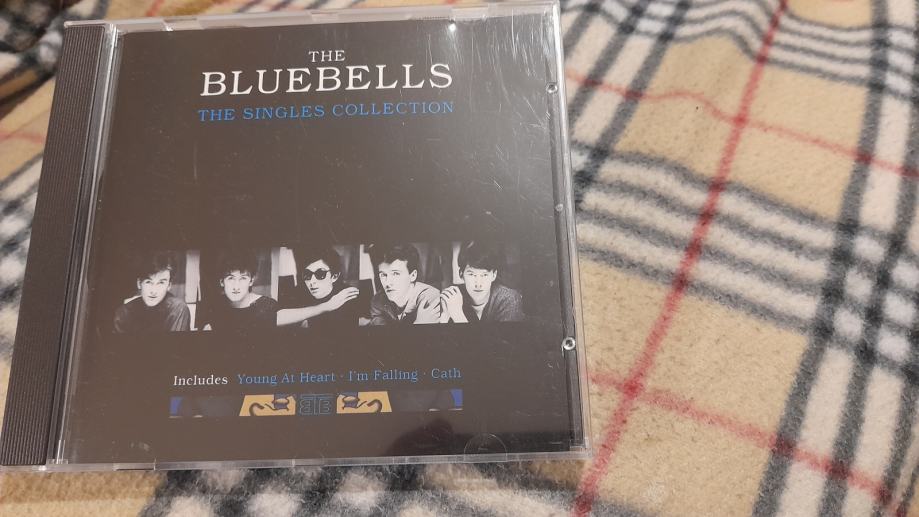 THE
BLUEBELLS
THE SINGLES COLLECTION
Includes Young At Heart · I'm Falling · Cath